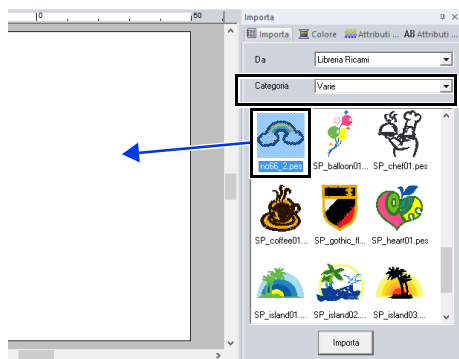 0 50 Importa
Importa Colore Attributi ... AB Attributi ...
Da Libreria Ricami
Categoria Varie
no66_2.pes SP_balloon01... SP_chef01.pes
SP_coffee01... SP_gothic_fl... SP_heart01.pes
SP_island01.... SP_island02.... SP_island03....
Importa